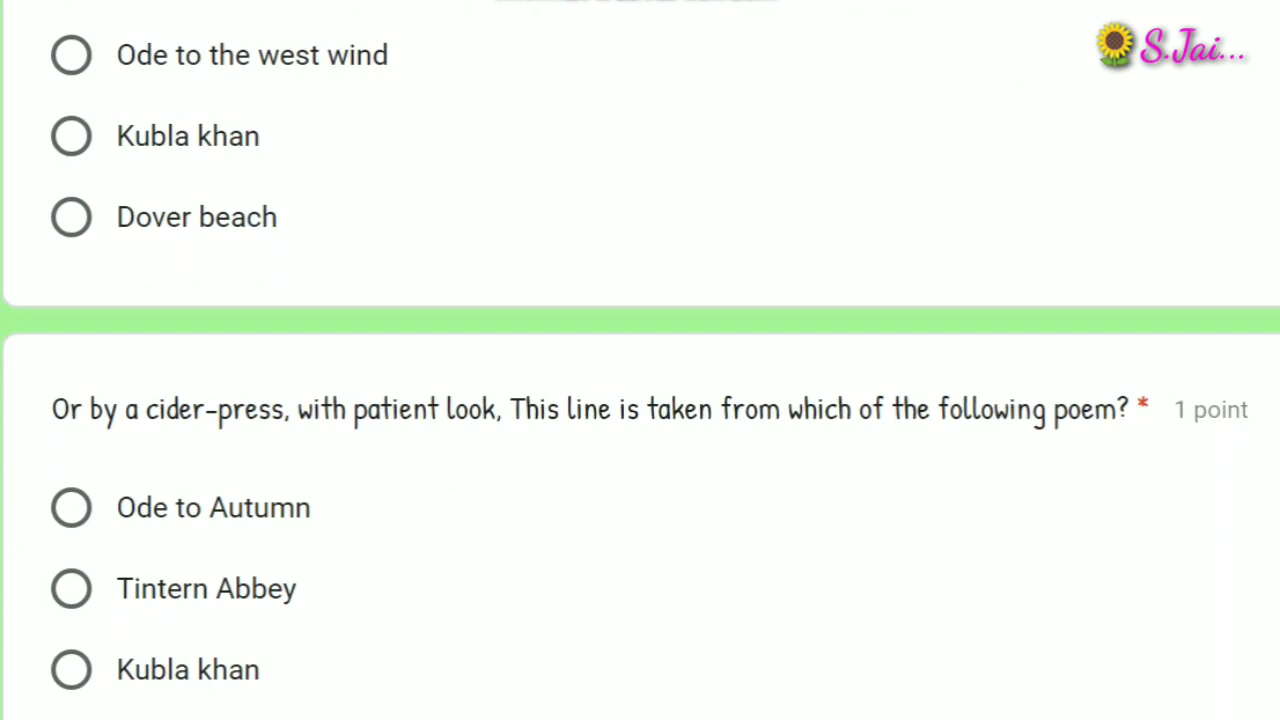 Ode to the west wind
S.Jai...
Kubla khan
Dover beach
Or by a cider-press, with patient look, This line is taken from which of the following poem? * 1 point
Ode to Autumn
Tintern Abbey
Kubla khan